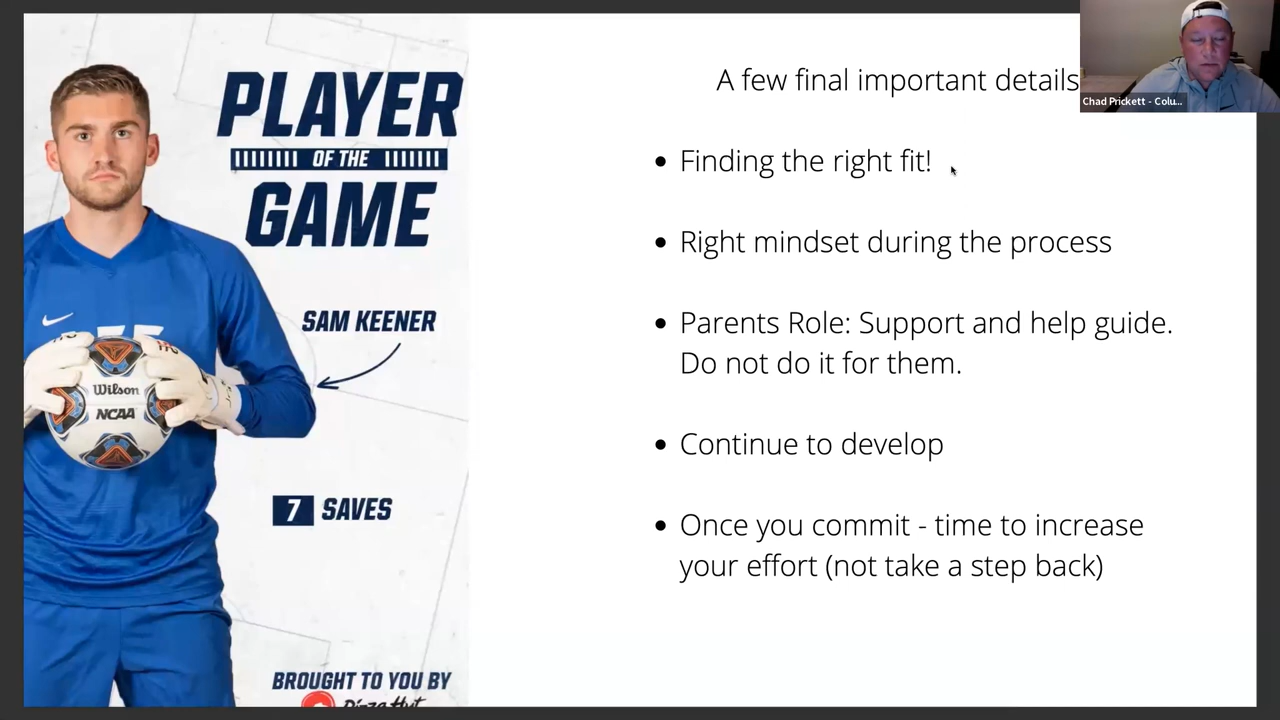 PLAYER
OF THE
GAME
SAM KEENER
Wilson
NCAA
7 SAVES
BROUGHT TO YOU BY
Pizza Hut
A few final important details
Finding the right fit!
Right mindset during the process
Parents Role: Support and help guide.
Do not do it for them.
Continue to develop
Once you commit - time to increase
your effort (not take a step back)
Chad Prickett - Colu...